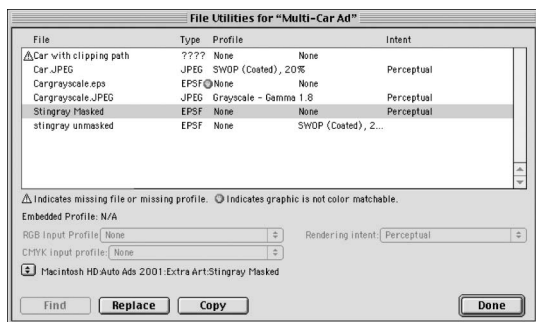 File Utilities for “Multi-Car Ad”
File Type Profile Intent
Car with clipping path ???? None None
Car.JPEG JPEG SWOP (Coated), 20% Perceptual
Cargrayscale.eps EPSF None None
Cargrayscale.JPEG JPEG Grayscale - Gamma 1.8 Perceptual
Stingray Masked EPSF None None Perceptual
stingray unmasked EPSF None SWOP (Coated), 2...
Indicates missing file or missing profile. Indicates graphic is not color matchable.
Embedded Profile: N/A
RGB Input Profile None Rendering intent: Perceptual
CMYK input profile: None
Macintosh HD:Auto Ads 2001:Extra Art:Stingray Masked
Find Replace Copy Done